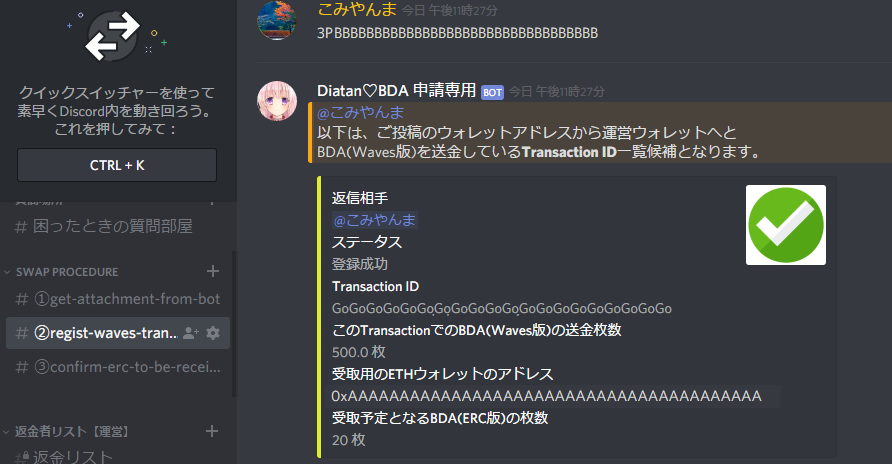 クイックスイッチャーを使って
素早くDiscord内を動き回ろう。
これを押してみて：
CTRL + K
# 困ったときの質問部屋
SWAP PROCEDURE
# ①get-attachment-from-bot
# ②regist-waves-tran...
# ③confirm-erc-to-be-recei...
返金者リスト【運営】
返金リスト
こみやんま 今日 午後11時27分
3PBBBBBBBBBBBBBBBBBBBBBBBBBBBBBBBBB
Diatan♡BDA 申請専用 BOT 今日 午後11時27分
@こみやんま
以下は、ご投稿のウォレットアドレスから運営ウォレットへと
BDA(Waves版)を送金しているTransaction ID一覧候補となります。
返信相手
@こみやんま
ステータス
登録成功
Transaction ID
GoGoGoGoGoGoGoGoGoGoGoGoGoGoGoGoGoGoGoGo
このTransactionでのBDA(Waves版)の送金枚数
500.0 枚
受取用のETHウォレットのアドレス
0xAAAAAAAAAAAAAAAAAAAAAAAAAAAAAAAAAAAAAAAA
受取予定となるBDA(ERC版)の枚数
20 枚